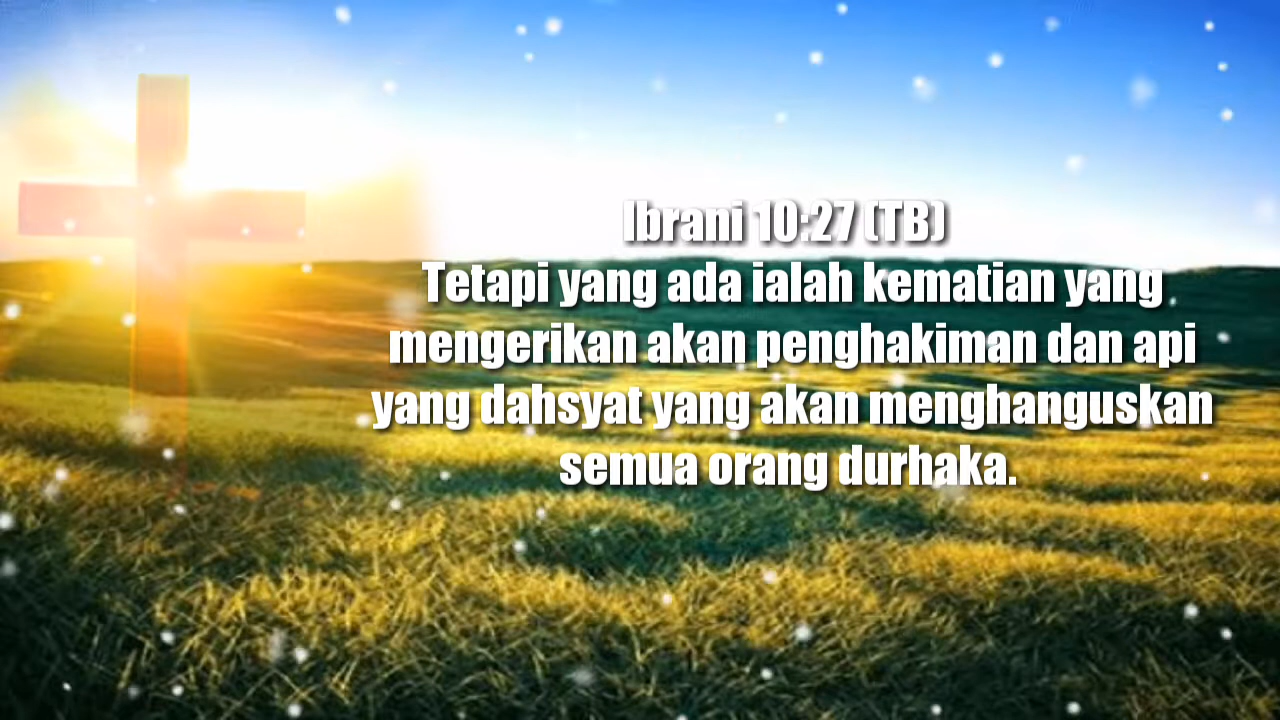 Ibrani 10:27 (TB)
Tetapi yang ada ialah kematian yang
mengerikan akan penghakiman dan api
yang dahsyat yang akan menghanguskan
semua orang durhaka.